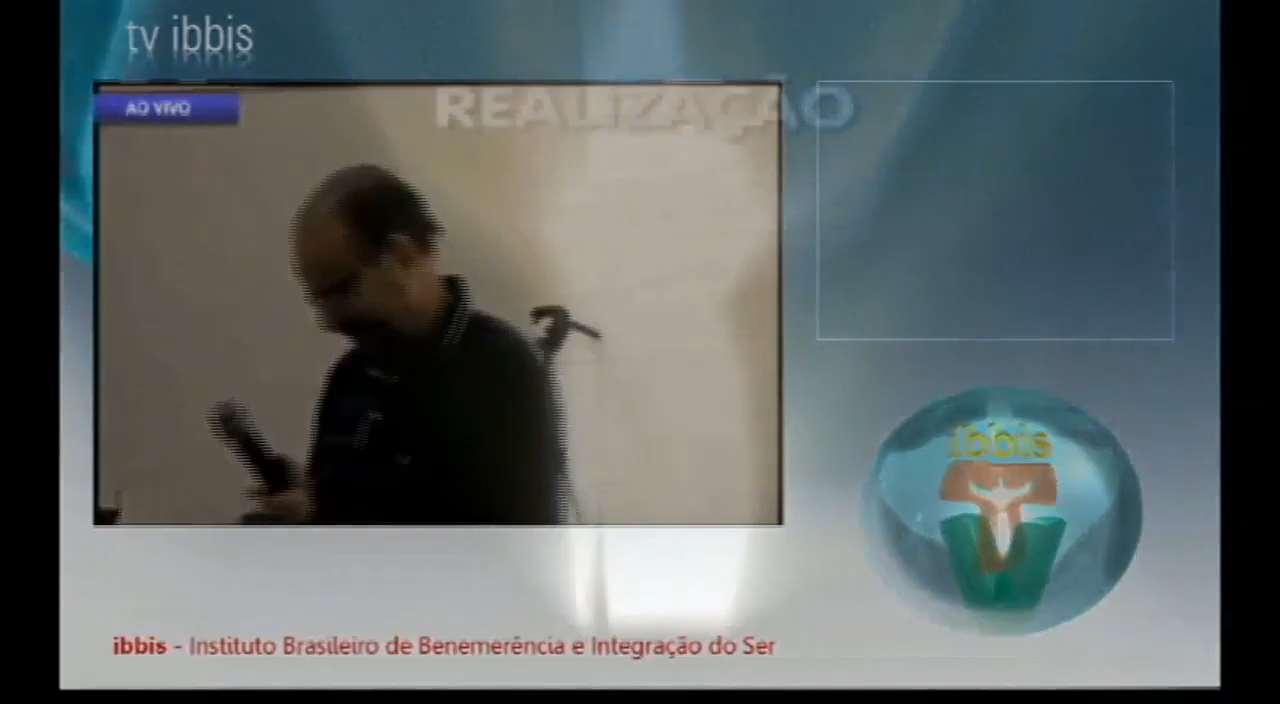 tv ibbis
AO VIVO
REALIZAÇÃO
ibbis
ibbis - Instituto Brasileiro de Benemerência e Integração do Ser